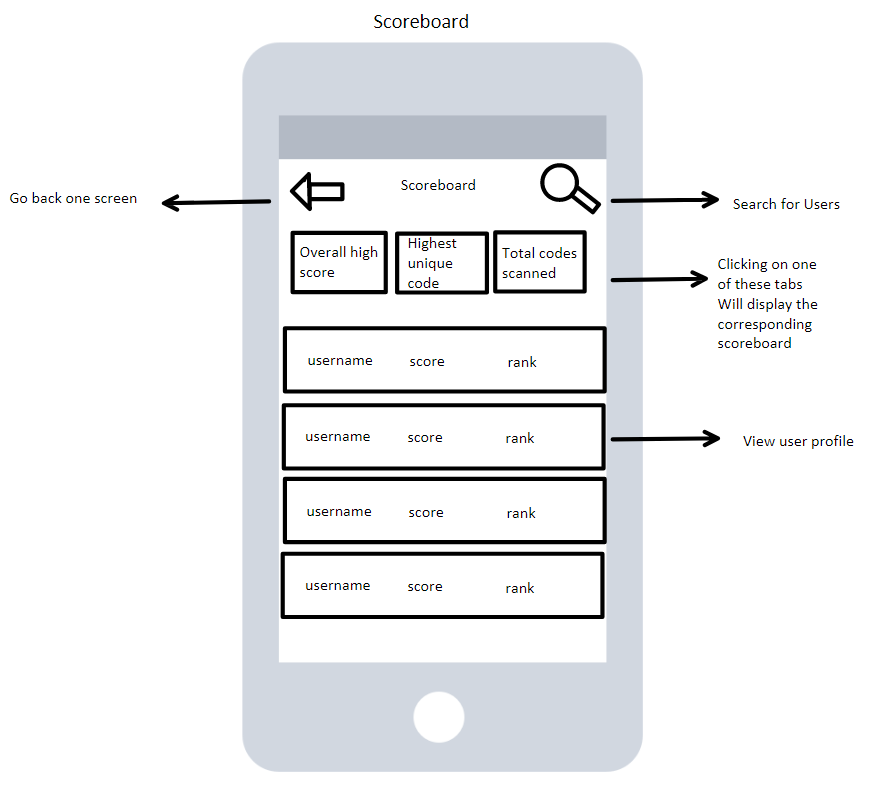 Scoreboard
Go back one screen
Scoreboard
Search for Users
Overall high
score
Highest
unique
code
Total codes
scanned
Clicking on one
of these tabs
Will display the
corresponding
scoreboard
username score rank
username score rank
View user profile
username score rank
username score rank